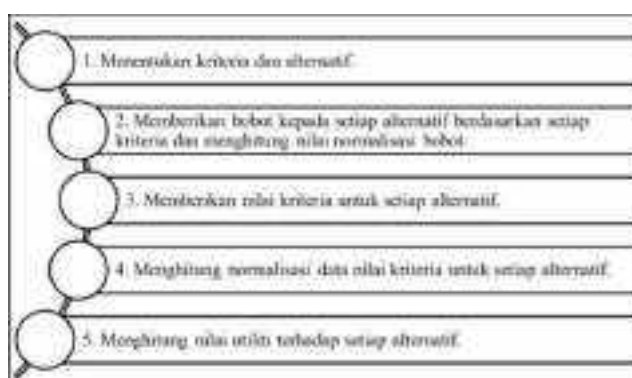 1. Menentukan kriteria dan alternatif.
2. Memberikan bobot kepada setiap alternatif berdasarkan setiap
kriteria dan menghitung nilai normalisasi bobot
3. Memberikan nilai kriteria untuk setiap alternatif.
4. Menghitung normalisasi data nilai kriteria untuk setiap alternatif.
5. Menghitung nilai utiliti terhadap setiap alternatif.